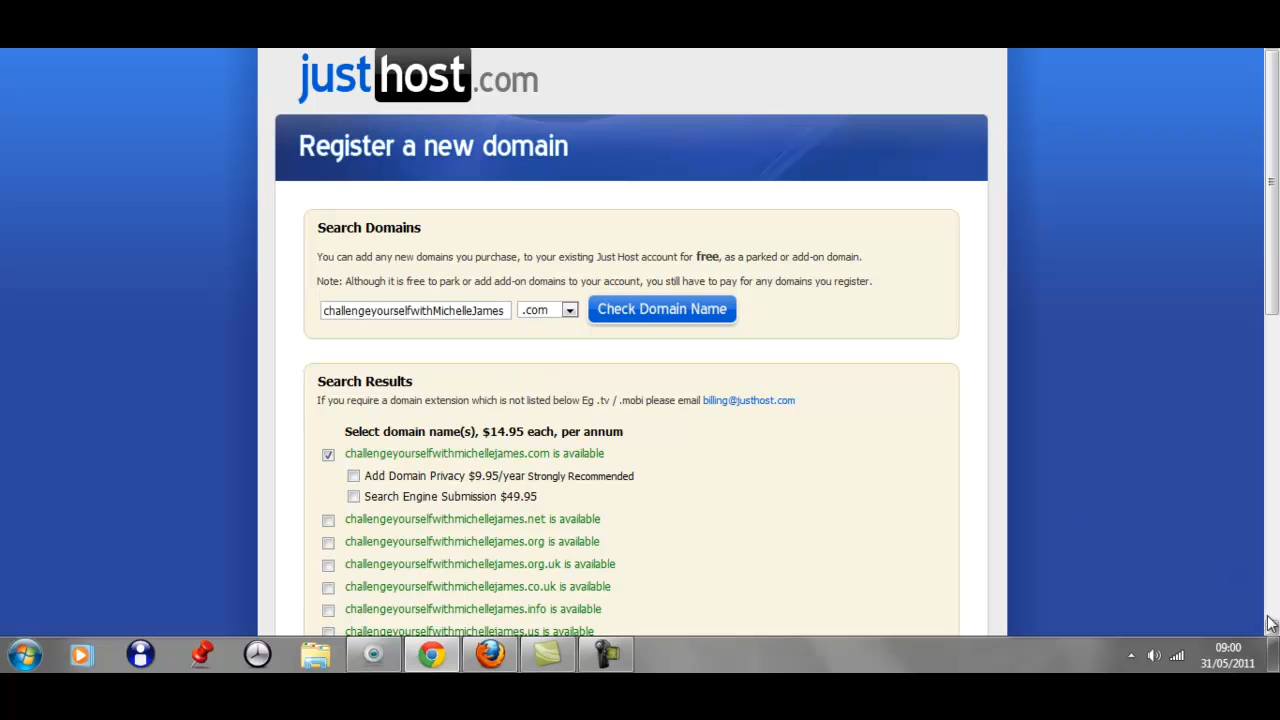 justhost.com
Register a new domain
Search Domains
You can add any new domains you purchase, to your existing Just Host account for free, as a parked or add-on domain.
Note: Although it is free to park or add add-on domains to your account, you still have to pay for any domains you register.
challengeyourselfwithMichelleJames .com Check Domain Name
Search Results
If you require a domain extension which is not listed below Eg .tv / .mobi please email billing@justhost.com
Select domain name(s), $14.95 each, per annum
challengeyourselfwithmichellejames.com is available
Add Domain Privacy $9.95/year Strongly Recommended
Search Engine Submission $49.95
challengeyourselfwithmichellejames.net is available
challengeyourselfwithmichellejames.org is available
challengeyourselfwithmichellejames.org.uk is available
challengeyourselfwithmichellejames.co.uk is available
challengeyourselfwithmichellejames.info is available
challengeyourselfwithmichellejames.us is available
09:00
31/05/2011